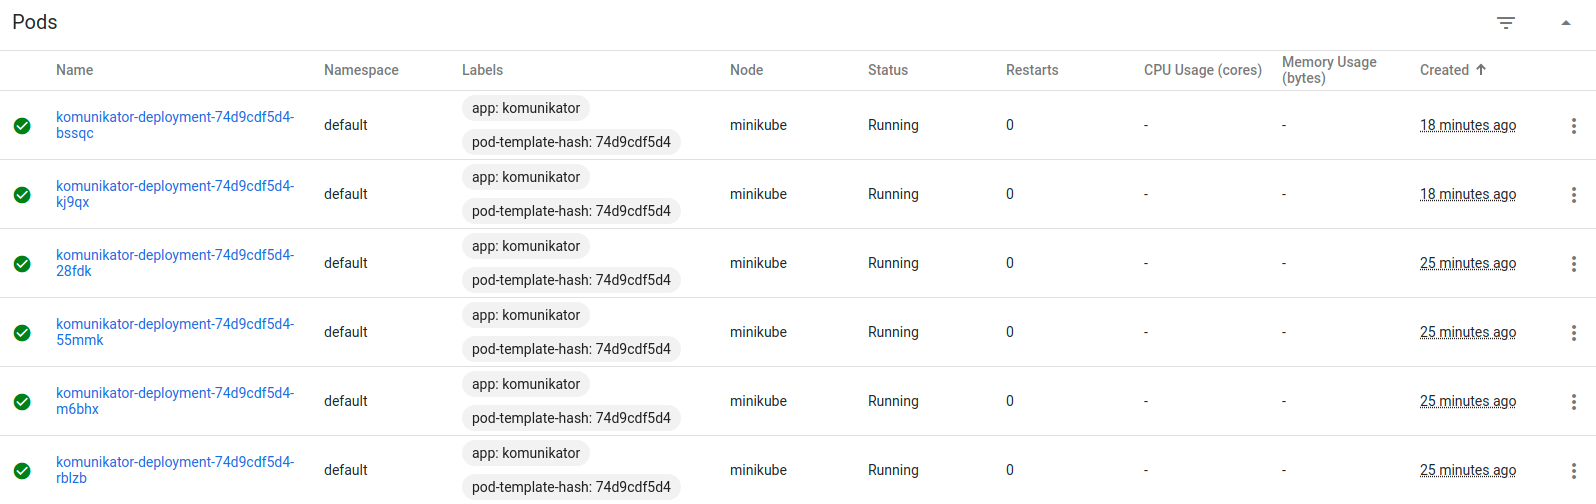 Pods
Name Namespace Labels Node Status Restarts CPU Usage (cores) Memory Usage (bytes) Created
komunikator-deployment-74d9cdf5d4-bssqc default app: komunikator pod-template-hash: 74d9cdf5d4 minikube Running 0 - - 18 minutes ago
komunikator-deployment-74d9cdf5d4-kj9qx default app: komunikator pod-template-hash: 74d9cdf5d4 minikube Running 0 - - 18 minutes ago
komunikator-deployment-74d9cdf5d4-28fdk default app: komunikator pod-template-hash: 74d9cdf5d4 minikube Running 0 - - 25 minutes ago
komunikator-deployment-74d9cdf5d4-55mmk default app: komunikator pod-template-hash: 74d9cdf5d4 minikube Running 0 - - 25 minutes ago
komunikator-deployment-74d9cdf5d4-m6bhx default app: komunikator pod-template-hash: 74d9cdf5d4 minikube Running 0 - - 25 minutes ago
komunikator-deployment-74d9cdf5d4-rblzb default app: komunikator pod-template-hash: 74d9cdf5d4 minikube Running 0 - - 25 minutes ago